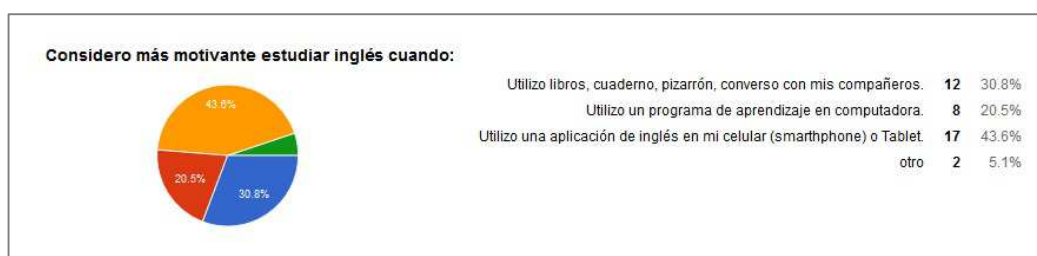 Considero más motivante estudiar inglés cuando:
43.6%
20.5%
30.8%
Utilizo libros, cuaderno, pizarrón, converso con mis compañeros. 12 30.8%
Utilizo un programa de aprendizaje en computadora. 8 20.5%
Utilizo una aplicación de inglés en mi celular (smarthphone) o Tablet. 17 43.6%
otro 2 5.1%